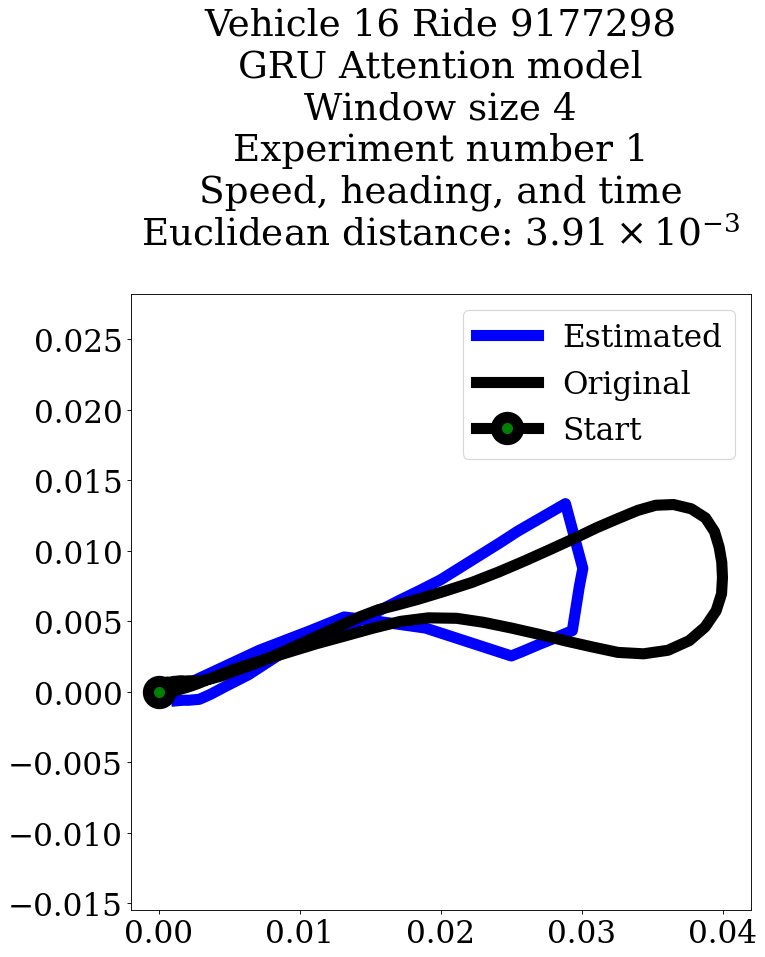 Vehicle 16 Ride 9177298
GRU Attention model
Window size 4
Experiment number 1
Speed, heading, and time
Euclidean distance: 3.91 × 10⁻³
Estimated
Original
Start
0.025
0.020
0.015
0.010
0.005
0.000
−0.005
−0.010
−0.015
0.00 0.01 0.02 0.03 0.04